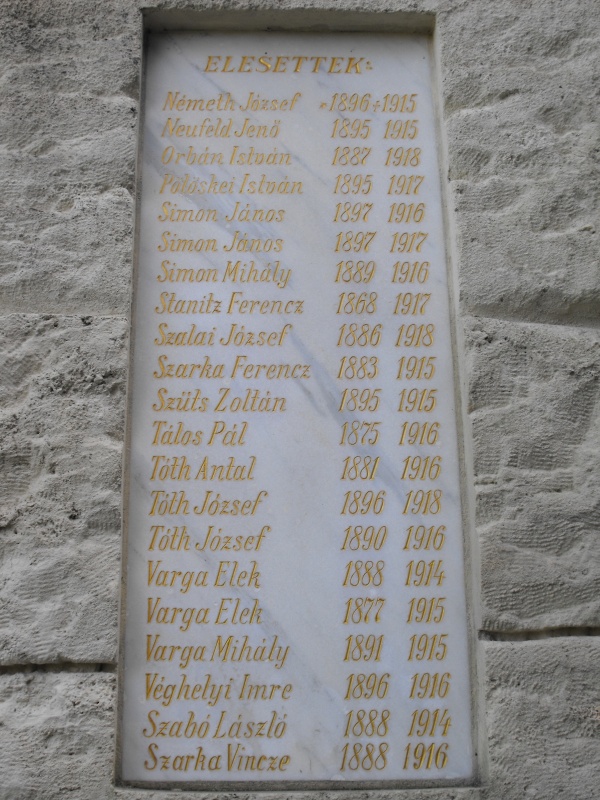 ELESETTEK:
Németh József *1896 +1915
Neufeld Jenő 1895 1915
Orbán István 1887 1918
Pölöskei István 1895 1917
Simon János 1897 1916
Simon János 1897 1917
Simon Mihály 1889 1916
Stanitz Ferencz 1868 1917
Szalai József 1886 1918
Szarka Ferencz 1883 1915
Szüts Zoltán 1895 1915
Tálos Pál 1875 1916
Tóth Antal 1881 1916
Tóth József 1896 1918
Tóth József 1890 1916
Varga Elek 1888 1914
Varga Elek 1877 1915
Varga Mihály 1891 1915
Véghelyi Imre 1896 1916
Szabó László 1888 1914
Szarka Vincze 1888 1916